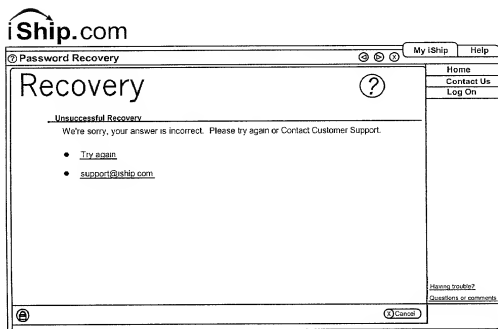 iShip.com
My iShip Help
? Password Recovery X
Home
Contact Us
Log On
Recovery ?
Unsuccessful Recovery
We're sorry, your answer is incorrect. Please try again or Contact Customer Support.
Try again
support@iship.com
Having trouble?
Questions or comments
X Cancel